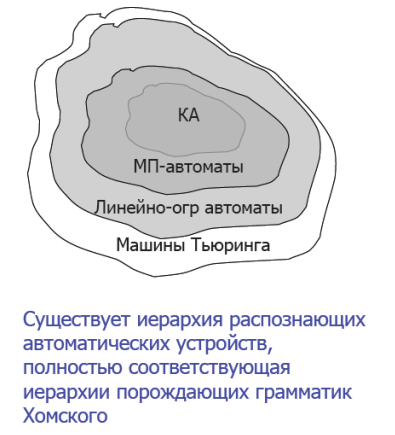 КА
МП-автоматы
Линейно-огр автоматы
Машины Тьюринга
Существует иерархия распознающих
автоматических устройств,
полностью соответствующая
иерархии порождающих грамматик
Хомского